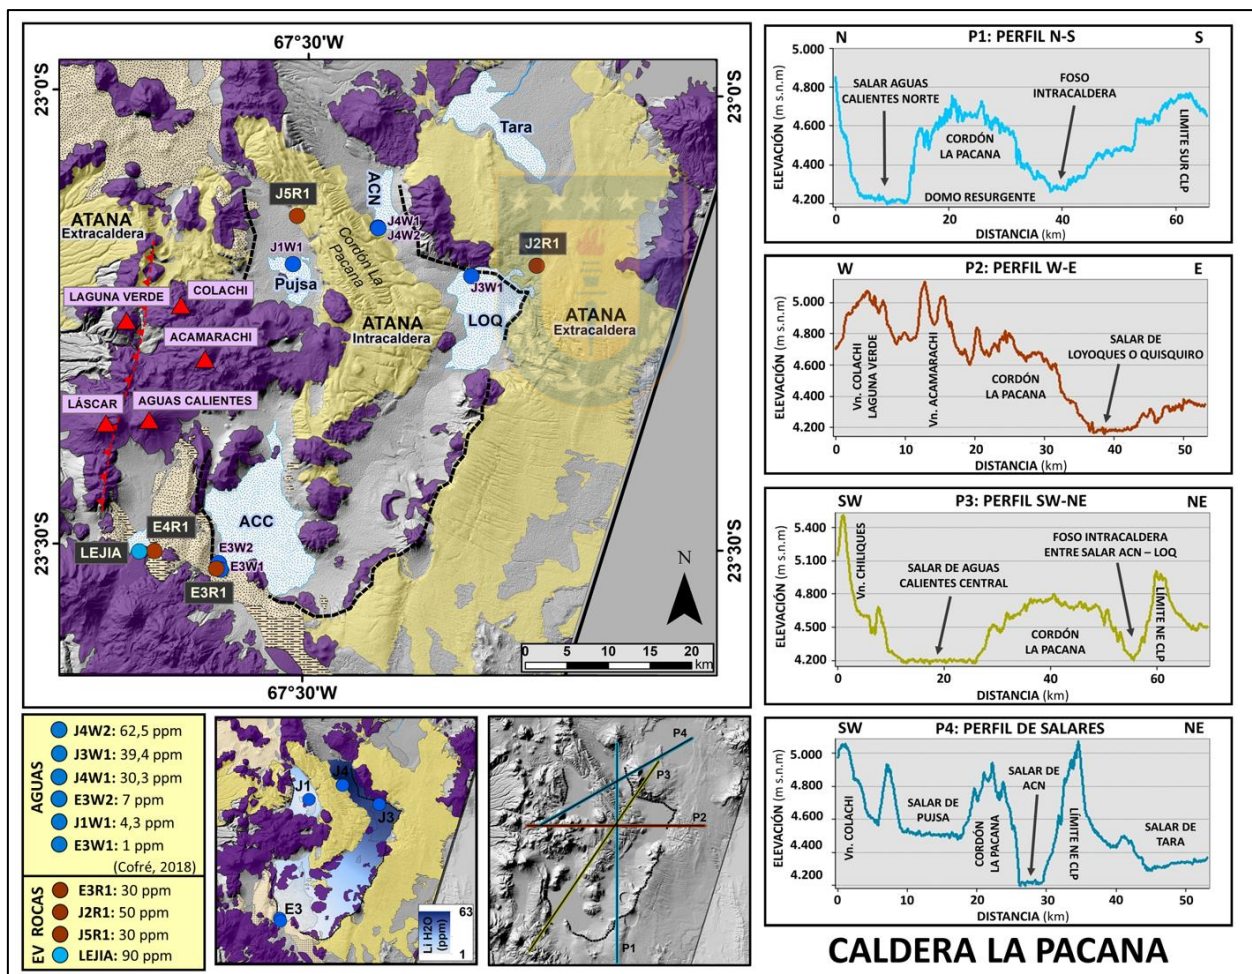 67°30'W
23°0'S
23°0'S
Tara
ACN
J5R1
ATANA
Extracaldera
J4W1
J4W2
J2R1
J1W1
Pujsa
Cordón La
Pacana
J3W1
LOQ
COLACHI
LAGUNA VERDE
ATANA
Intracaldera
ATANA
Extracaldera
ACAMARACHI
LÁSCAR
AGUAS CALIENTES
ACC
E4R1
LEJIA
E3W2
E3W1
E3R1
23°30'S
23°30'S
N
0 5 10 15 20
km
67°30'W
AGUAS
J4W2: 62,5 ppm
J3W1: 39,4 ppm
J4W1: 30,3 ppm
E3W2: 7 ppm
J1W1: 4,3 ppm
E3W1: 1 ppm
(Cofré, 2018)
EV ROCAS
E3R1: 30 ppm
J2R1: 50 ppm
J5R1: 30 ppm
LEJIA: 90 ppm
J1
J4
J3
E3
Li H2O
(ppm)
63
1
P4
P3
P2
P1
N P1: PERFIL N-S S
5.000
4.800
4.600
4.400
4.200
ELEVACIÓN (m s.n.m)
SALAR AGUAS
CALIENTES NORTE
FOSO
INTRACALDERA
CORDÓN
LA PACANA
DOMO RESURGENTE
LIMITE SUR CLP
0 20 40 60
DISTANCIA (km)
W P2: PERFIL W-E E
5.000
4.800
4.600
4.400
4.200
ELEVACIÓN (m s.n.m)
Vn. COLACHI
LAGUNA VERDE
Vn. ACAMARACHI
CORDÓN
LA PACANA
SALAR DE
LOYOQUES O QUISQUIRO
0 10 20 30 40 50
DISTANCIA (km)
SW P3: PERFIL SW-NE NE
5.400
5.100
4.800
4.500
4.200
ELEVACIÓN (m s.n.m)
Vn. CHILIQUES
SALAR DE AGUAS
CALIENTES CENTRAL
FOSO INTRACALDERA
ENTRE SALAR ACN – LOQ
CORDÓN
LA PACANA
LÍMITE NE CLP
0 20 40 60
DISTANCIA (km)
SW P4: PERFIL DE SALARES NE
5.000
4.800
4.600
4.400
4.200
ELEVACIÓN (m s.n.m)
Vn. COLACHI
SALAR DE
PUJSA
CORDÓN
LA PACANA
SALAR DE
ACN
LÍMITE NE CLP
SALAR DE
TARA
0 10 20 30 40 50
DISTANCIA (km)
CALDERA LA PACANA